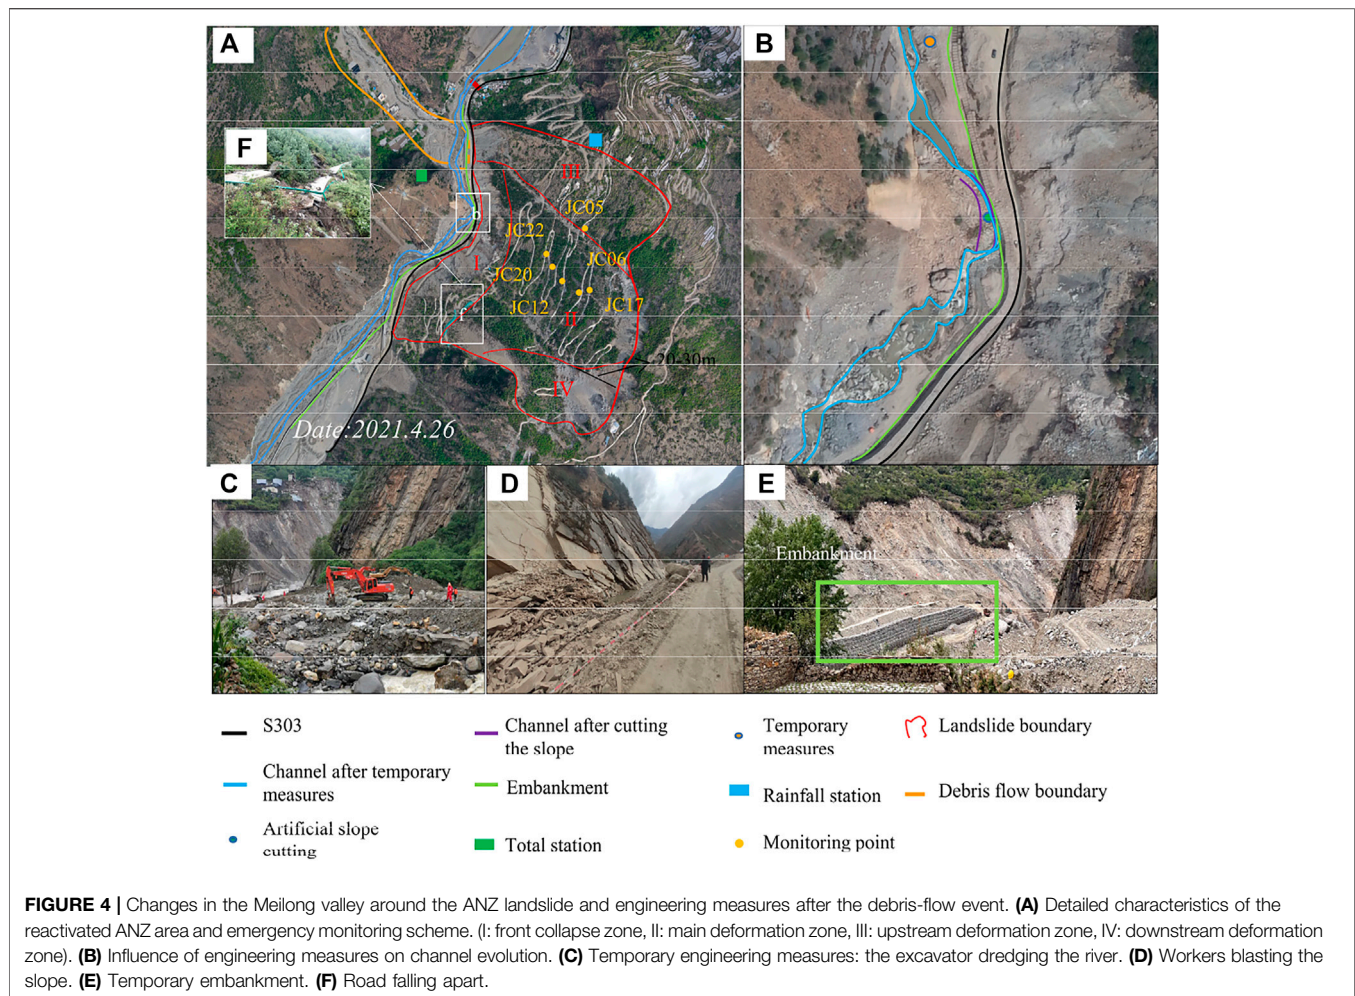 A
B
F
III
JC05
JC22
JC06
I
JC20
JC12
JC17
II
20-30m
IV
Date:2021.4.26
C
D
E
Embankment
S303
Channel after cutting
the slope
Temporary
measures
Landslide boundary
Channel after temporary
measures
Embankment
Rainfall station
Debris flow boundary
Artificial slope
cutting
Total station
Monitoring point
FIGURE 4 | Changes in the Meilong valley around the ANZ landslide and engineering measures after the debris-flow event. (A) Detailed characteristics of the
reactivated ANZ area and emergency monitoring scheme. (I: front collapse zone, II: main deformation zone, III: upstream deformation zone, IV: downstream deformation
zone). (B) Influence of engineering measures on channel evolution. (C) Temporary engineering measures: the excavator dredging the river. (D) Workers blasting the
slope. (E) Temporary embankment. (F) Road falling apart.